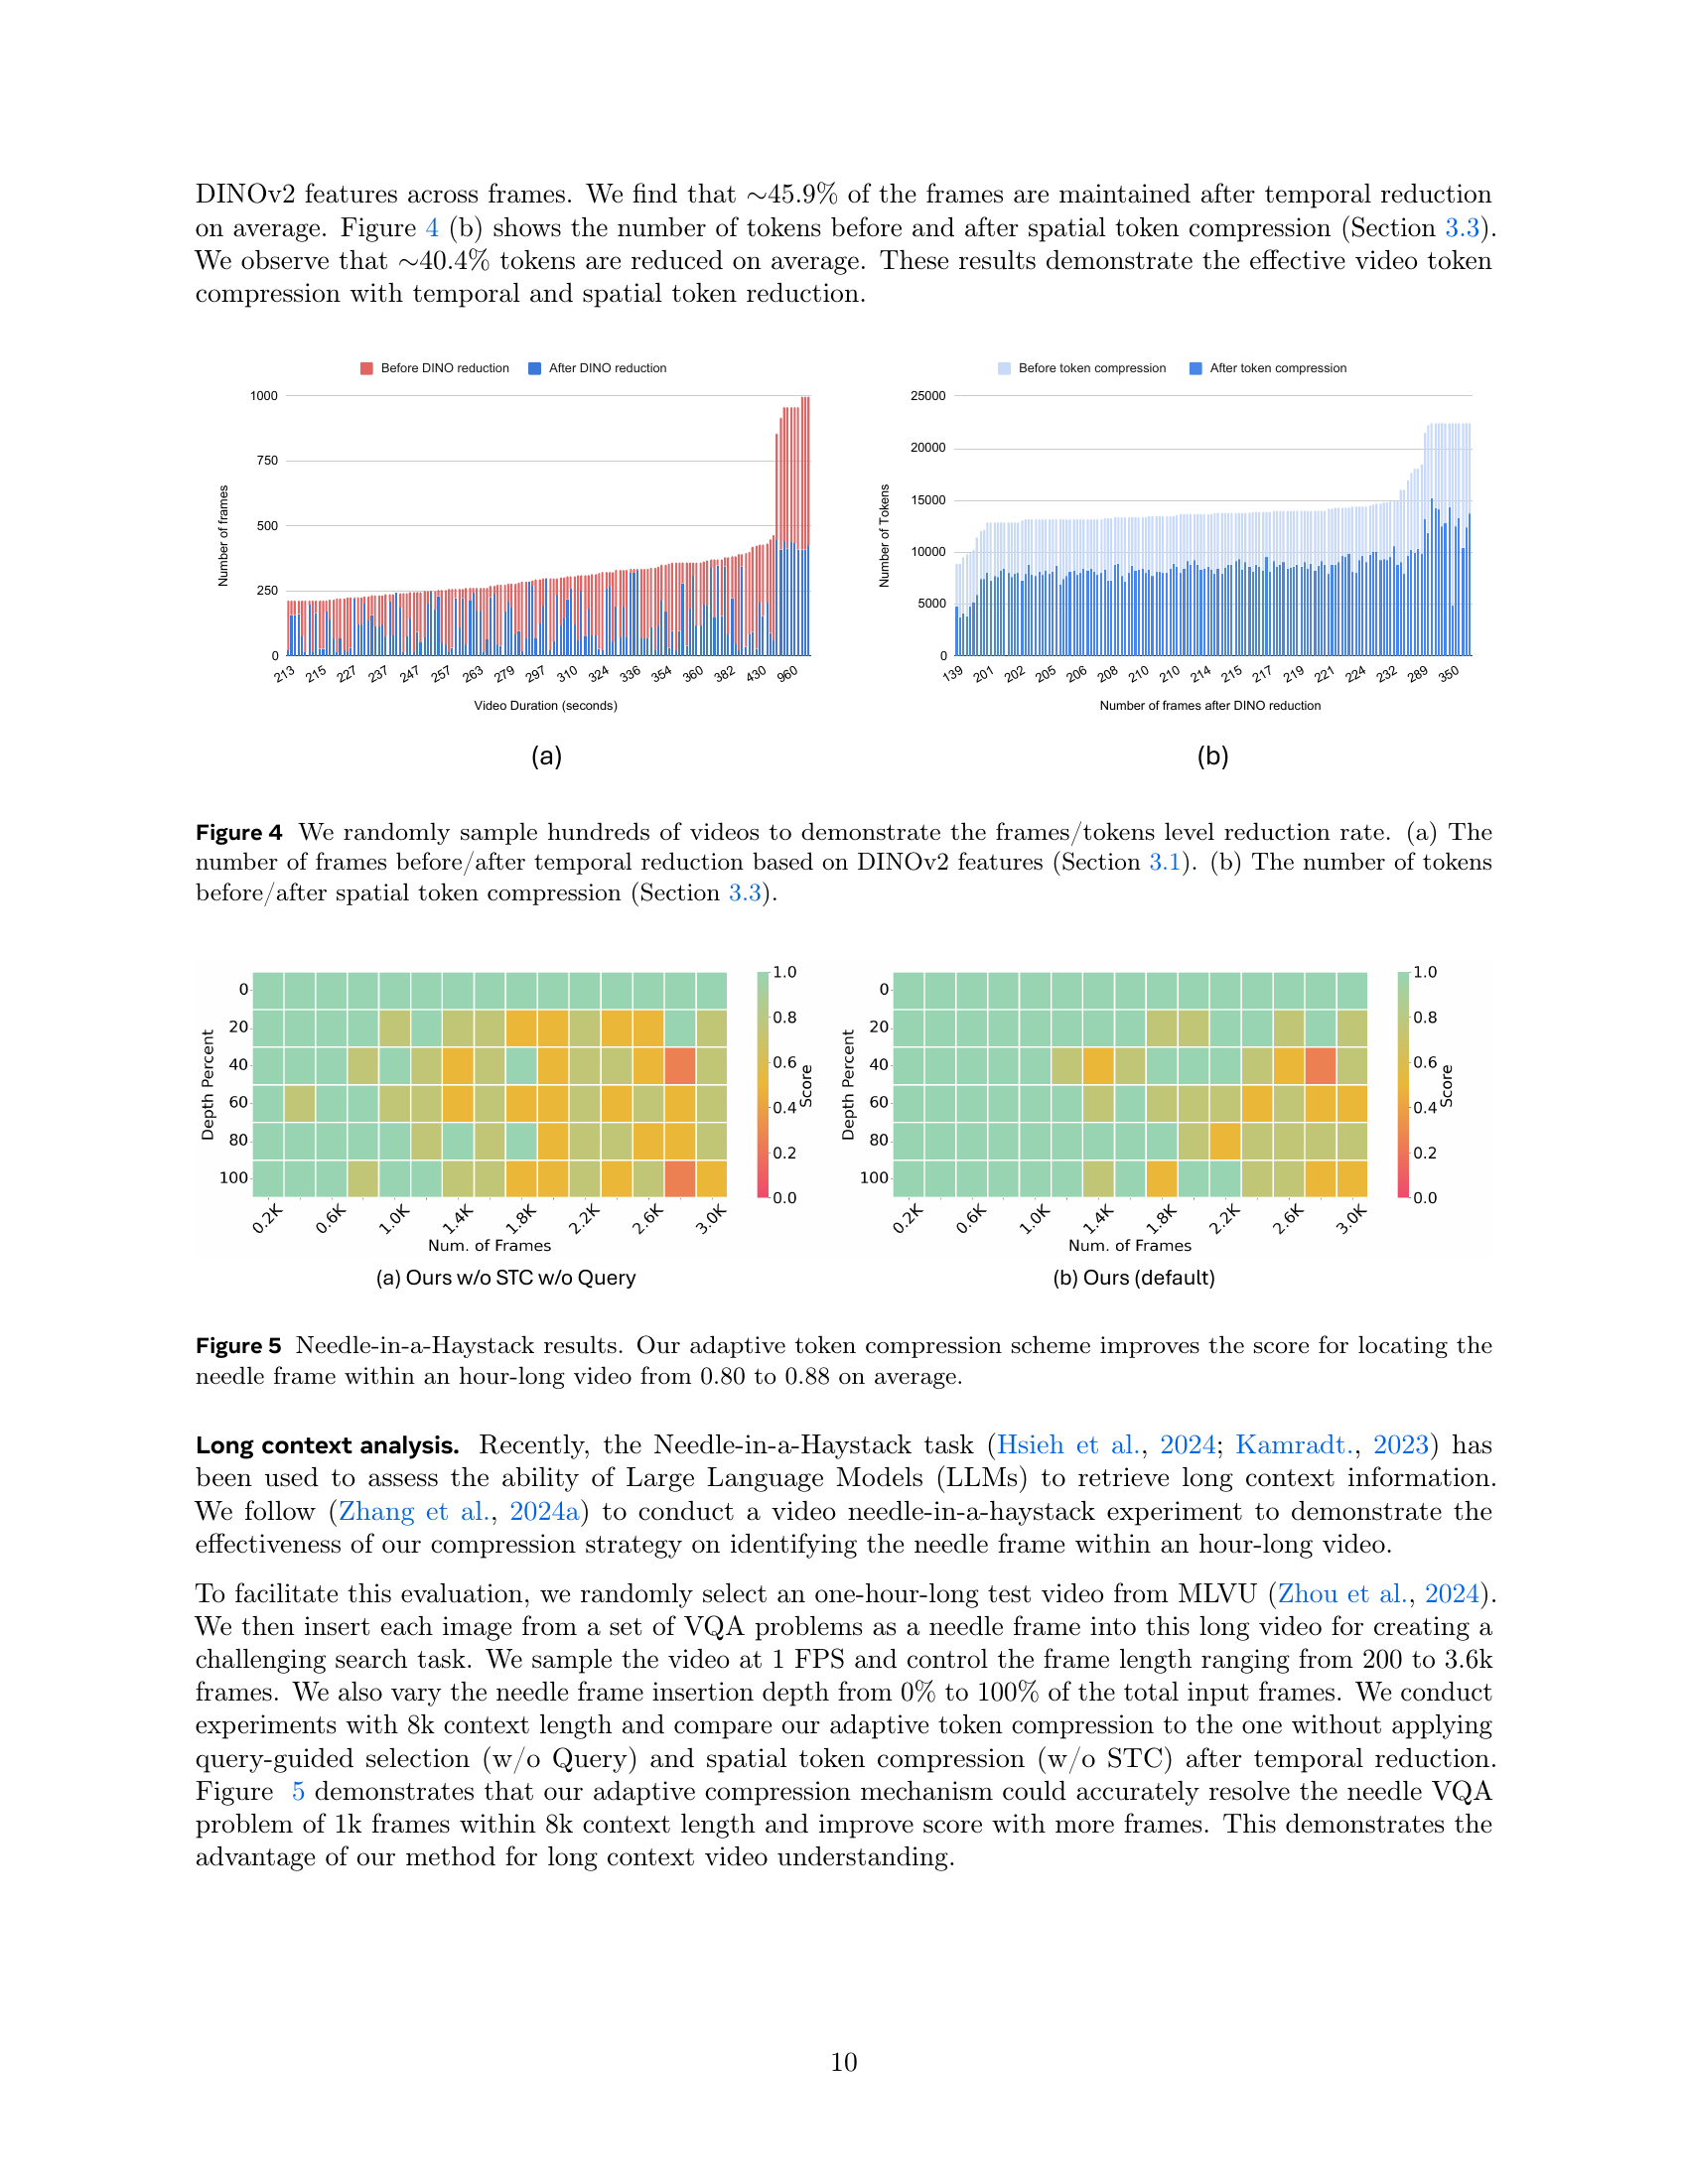 DINOv2 features across frames. We find that ∼45.9% of the frames are maintained after temporal reduction
on average. Figure 4 (b) shows the number of tokens before and after spatial token compression (Section 3.3).
We observe that ∼40.4% tokens are reduced on average. These results demonstrate the effective video token
compression with temporal and spatial token reduction.
Before DINO reduction After DINO reduction
1000
750
500
250
0
Number of frames
213 215 227 237 247 257 263 279 297 310 324 336 354 360 382 430 960
Video Duration (seconds)
(a)
Before token compression After token compression
25000
20000
15000
10000
5000
0
Number of Tokens
139 201 202 205 206 208 210 210 214 215 217 219 221 224 232 289 350
Number of frames after DINO reduction
(b)
Figure 4 We randomly sample hundreds of videos to demonstrate the frames/tokens level reduction rate. (a) The
number of frames before/after temporal reduction based on DINOv2 features (Section 3.1). (b) The number of tokens
before/after spatial token compression (Section 3.3).
Depth Percent
0
20
40
60
80
100
0.2K 0.6K 1.0K 1.4K 1.8K 2.2K 2.6K 3.0K
Num. of Frames
1.0
0.8
0.6
0.4
0.2
0.0
Score
(a) Ours w/o STC w/o Query
Depth Percent
0
20
40
60
80
100
0.2K 0.6K 1.0K 1.4K 1.8K 2.2K 2.6K 3.0K
Num. of Frames
1.0
0.8
0.6
0.4
0.2
0.0
Score
(b) Ours (default)
Figure 5 Needle-in-a-Haystack results. Our adaptive token compression scheme improves the score for locating the
needle frame within an hour-long video from 0.80 to 0.88 on average.
Long context analysis. Recently, the Needle-in-a-Haystack task (Hsieh et al., 2024; Kamradt., 2023) has
been used to assess the ability of Large Language Models (LLMs) to retrieve long context information.
We follow (Zhang et al., 2024a) to conduct a video needle-in-a-haystack experiment to demonstrate the
effectiveness of our compression strategy on identifying the needle frame within an hour-long video.
To facilitate this evaluation, we randomly select an one-hour-long test video from MLVU (Zhou et al., 2024).
We then insert each image from a set of VQA problems as a needle frame into this long video for creating a
challenging search task. We sample the video at 1 FPS and control the frame length ranging from 200 to 3.6k
frames. We also vary the needle frame insertion depth from 0% to 100% of the total input frames. We conduct
experiments with 8k context length and compare our adaptive token compression to the one without applying
query-guided selection (w/o Query) and spatial token compression (w/o STC) after temporal reduction.
Figure 5 demonstrates that our adaptive compression mechanism could accurately resolve the needle VQA
problem of 1k frames within 8k context length and improve score with more frames. This demonstrates the
advantage of our method for long context video understanding.
10